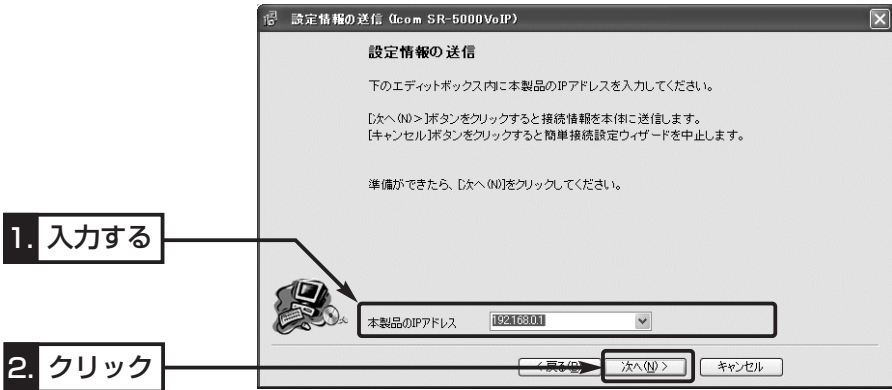 設定情報の送信 (Icom SR-5000VoIP)
設定情報の送信
下のエディットボックス内に本製品のIPアドレスを入力してください。
[次へ(N)>]ボタンをクリックすると接続情報を本体に送信します。
[キャンセル]ボタンをクリックすると簡単接続設定ウィザードを中止します。
準備ができたら、[次へ(N)]をクリックしてください。
1. 入力する
本製品のIPアドレス 192.168.0.1
2. クリック
< 戻る(B) 次へ(N) > キャンセル